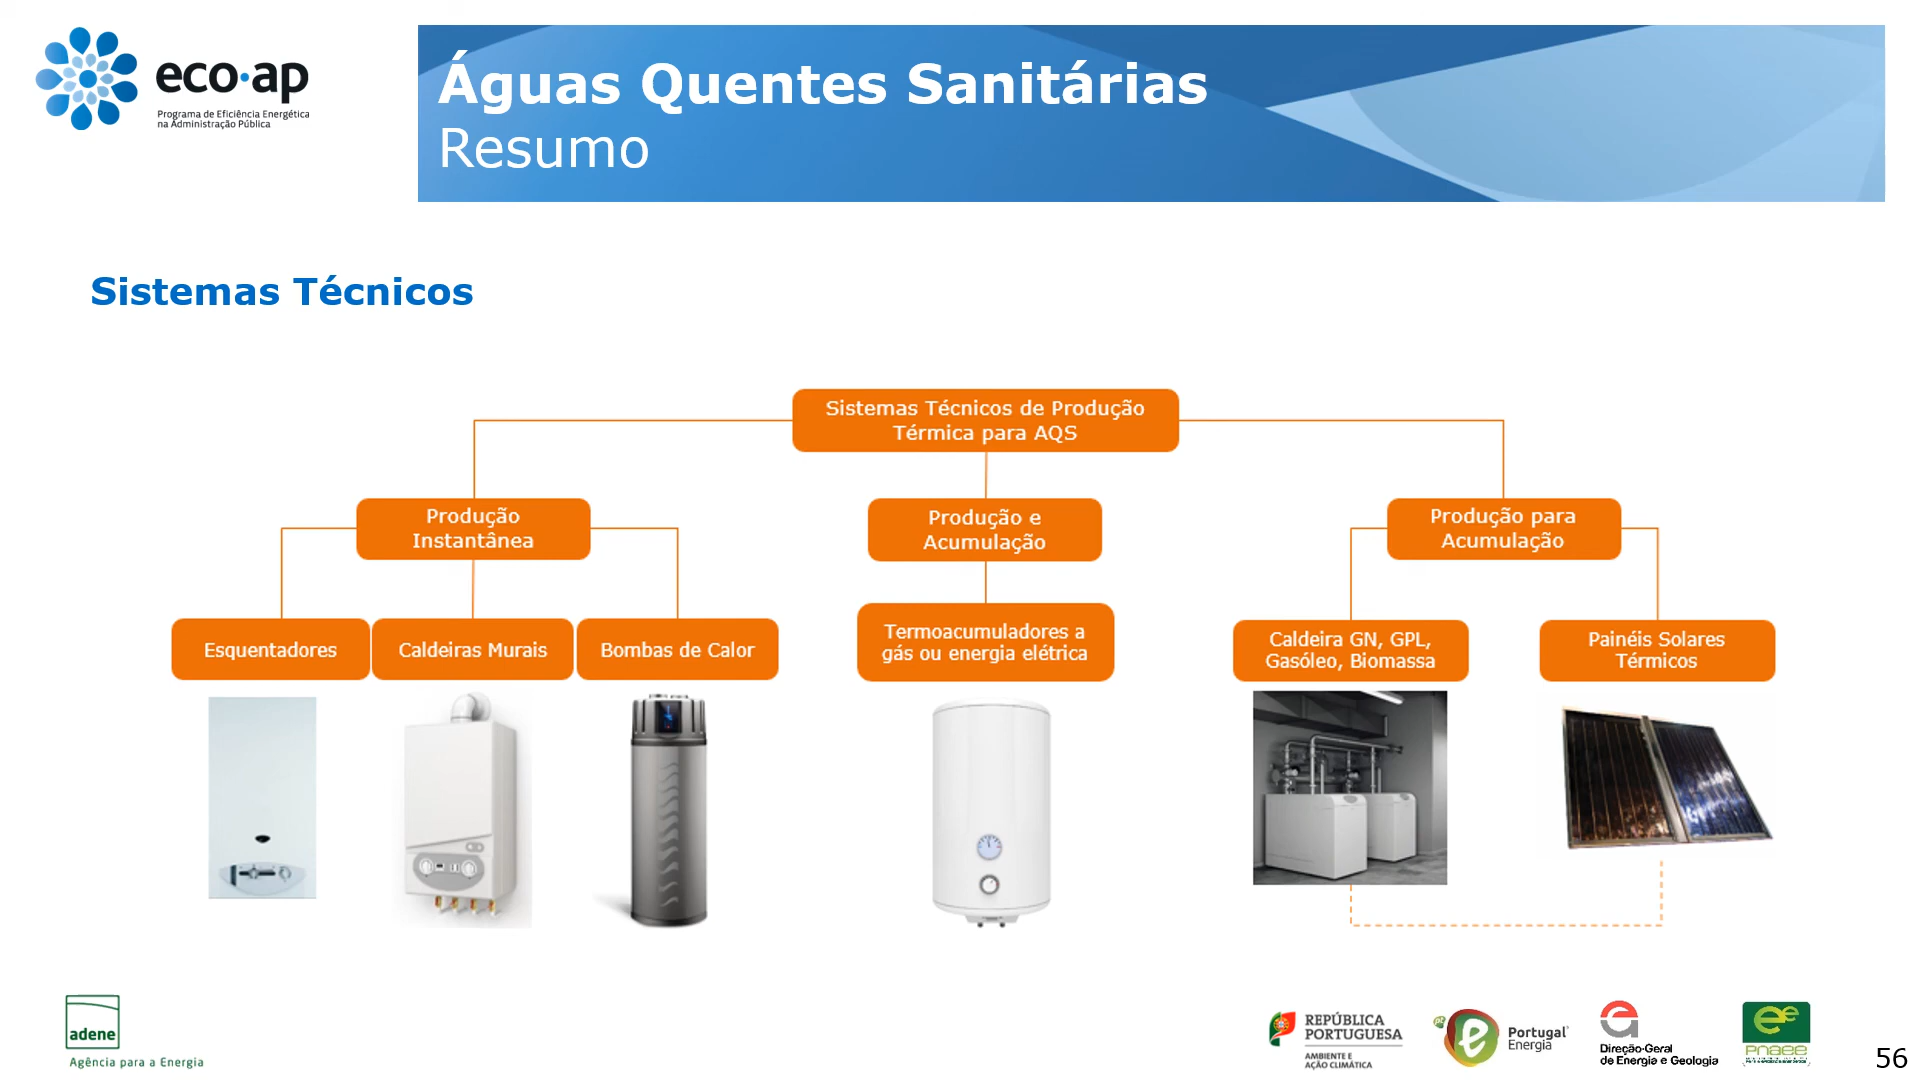 eco·ap
Programa de Eficiência Energética
na Administração Pública
Águas Quentes Sanitárias
Resumo
Sistemas Técnicos
Sistemas Técnicos de Produção
Térmica para AQS
Produção
Instantânea
Produção e
Acumulação
Produção para
Acumulação
Esquentadores
Caldeiras Murais
Bombas de Calor
Termoacumuladores a
gás ou energia elétrica
Caldeira GN, GPL,
Gasóleo, Biomassa
Painéis Solares
Térmicos
adene
Agência para a Energia
REPÚBLICA
PORTUGUESA
AMBIENTE E
AÇÃO CLIMÁTICA
pt
e
Portugal
Energia
Direção-Geral
de Energia e Geologia
ee
pnaee
56